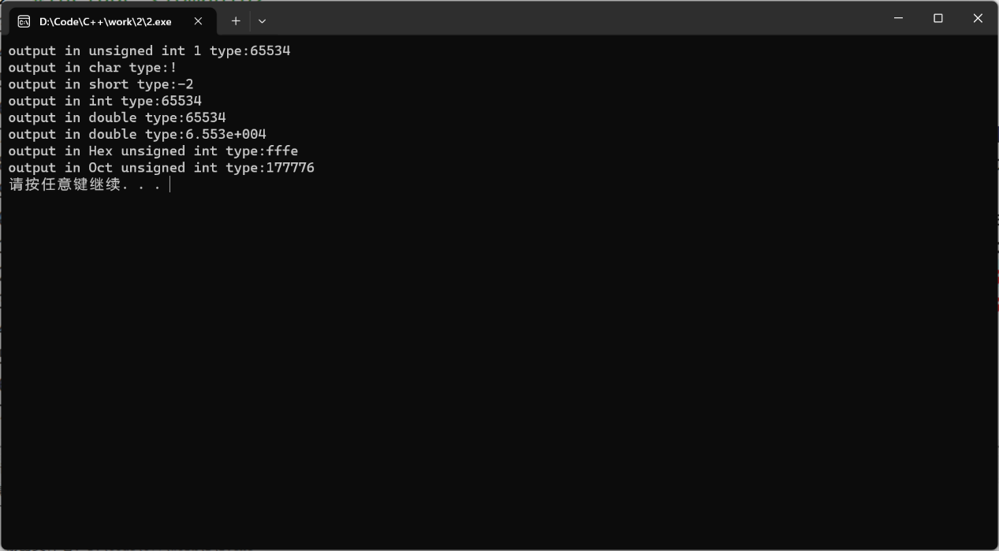 D:\Code\C++\work\2\2.exe
output in unsigned int 1 type:65534
output in char type:!
output in short type:-2
output in int type:65534
output in double type:65534
output in double type:6.553e+004
output in Hex unsigned int type:fffe
output in Oct unsigned int type:177776
请按任意键继续. . .